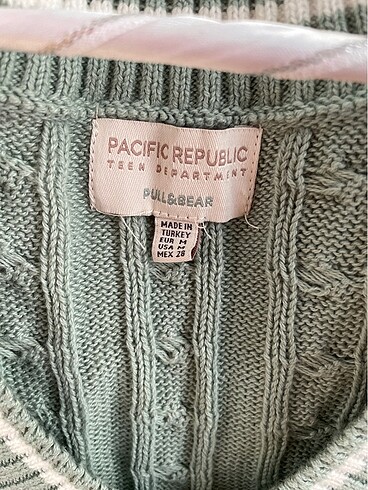 PACIFIC REPUBLIC
TEEN DEPARTMENT
PULL&BEAR
MADE IN
TURKEY
EUR M
USA M
MEX 28